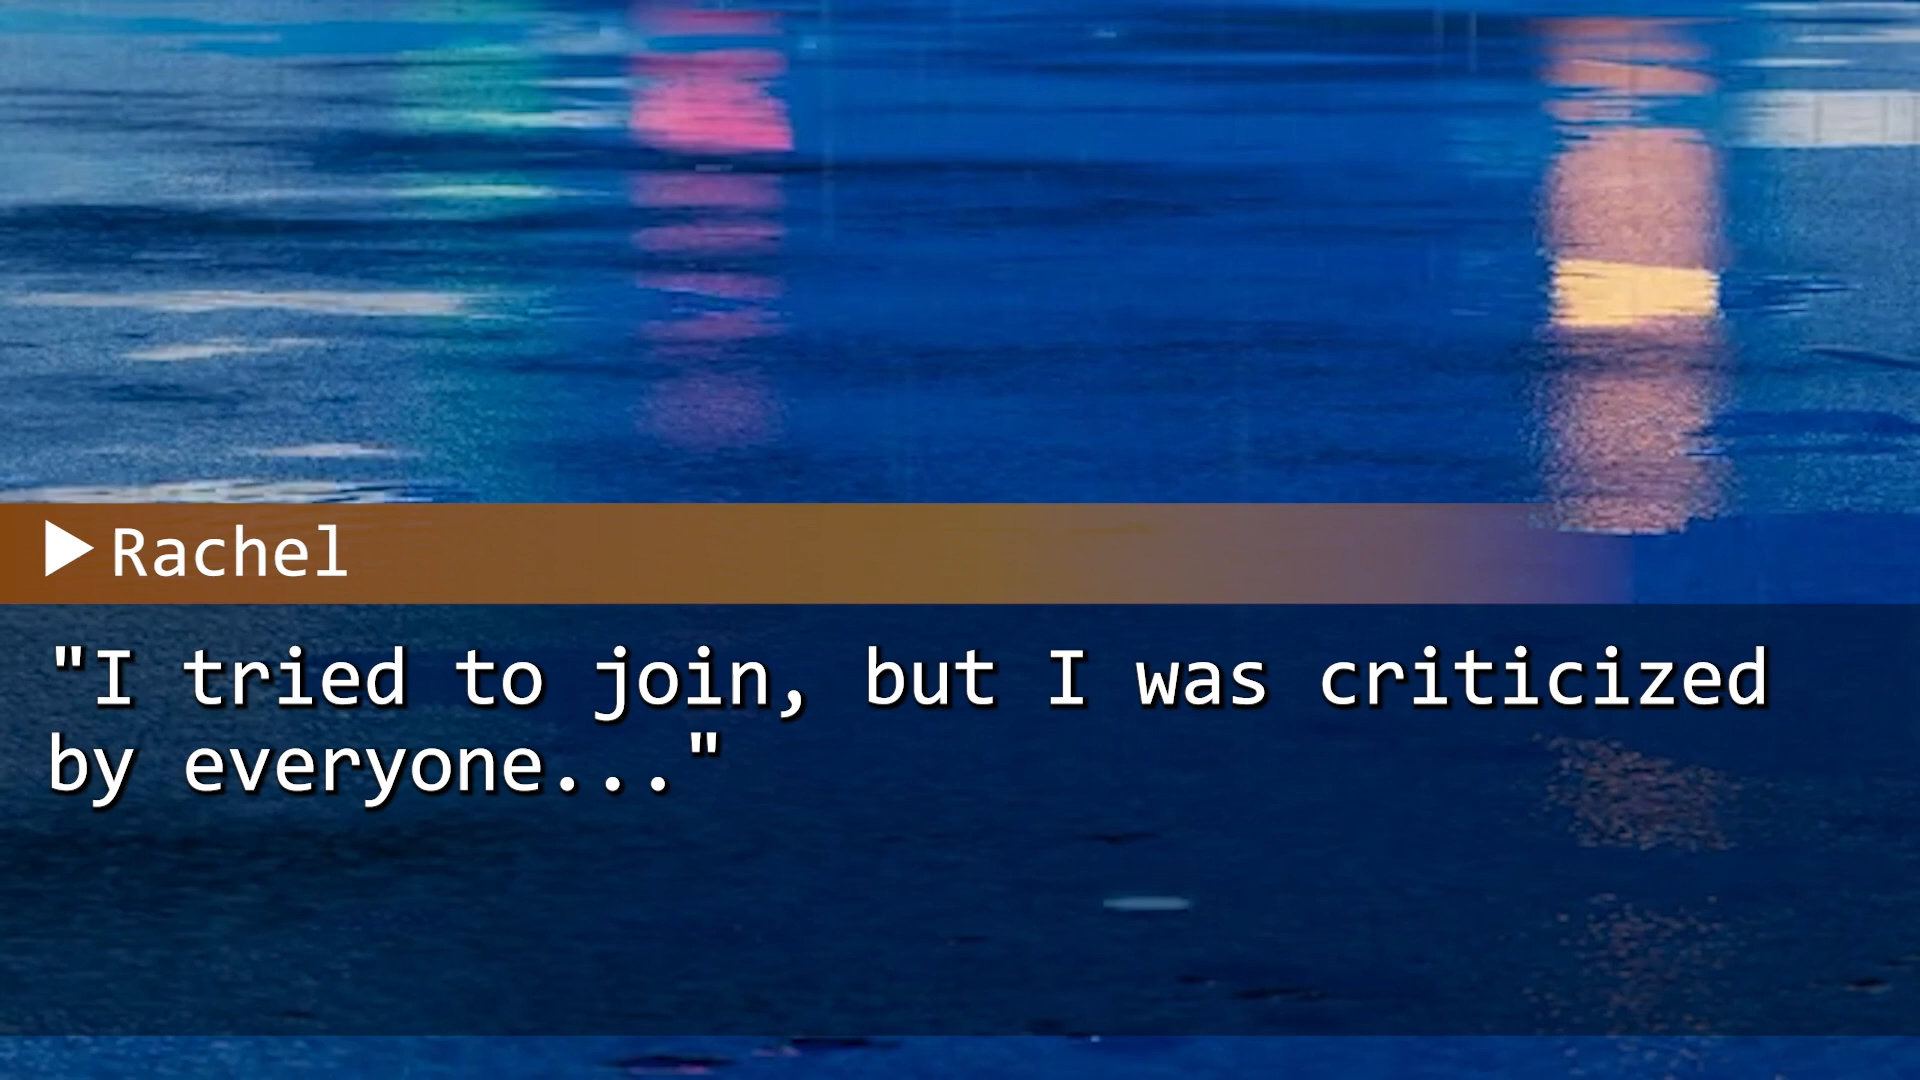 Rachel
"I tried to join, but I was criticized
by everyone..."